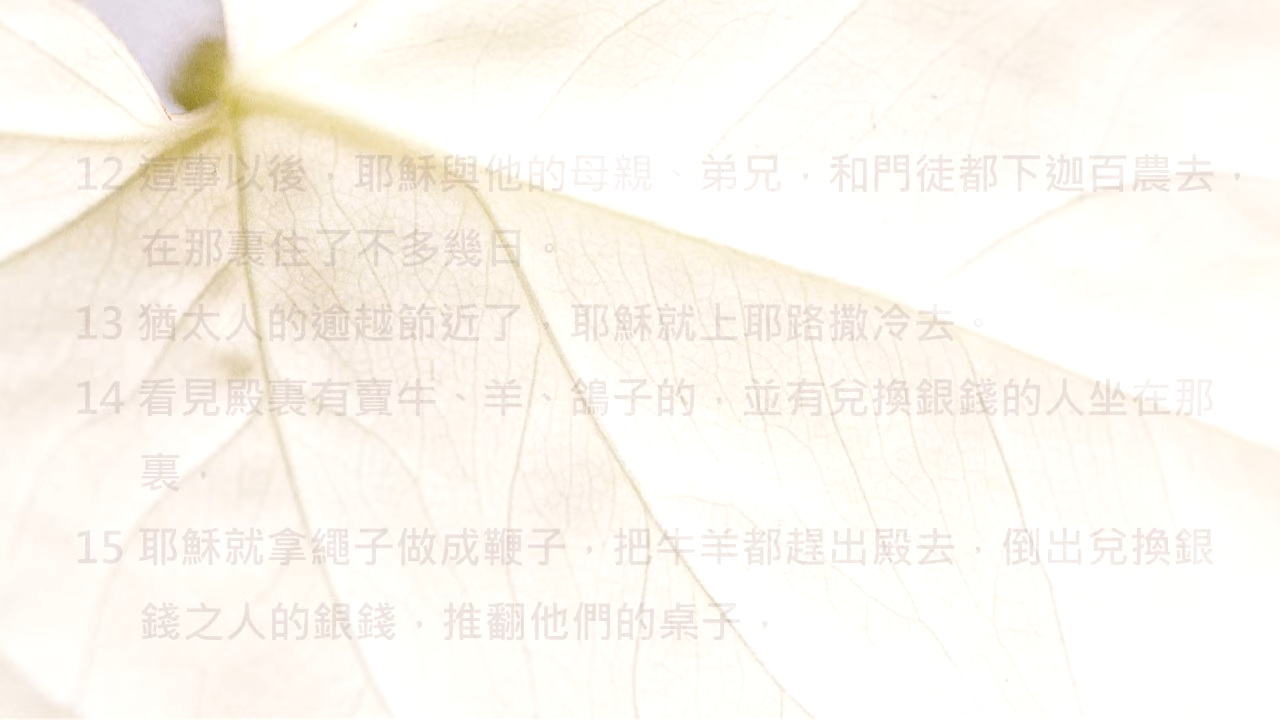 12 這事以後，耶穌與他的母親、弟兄，和門徒都下迦百農去，
在那裏住了不多幾日。
13 猶太人的逾越節近了，耶穌就上耶路撒冷去。
14 看見殿裏有賣牛、羊、鴿子的，並有兌換銀錢的人坐在那
裏，
15 耶穌就拿繩子做成鞭子，把牛羊都趕出殿去，倒出兌換銀
錢之人的銀錢，推翻他們的桌子，